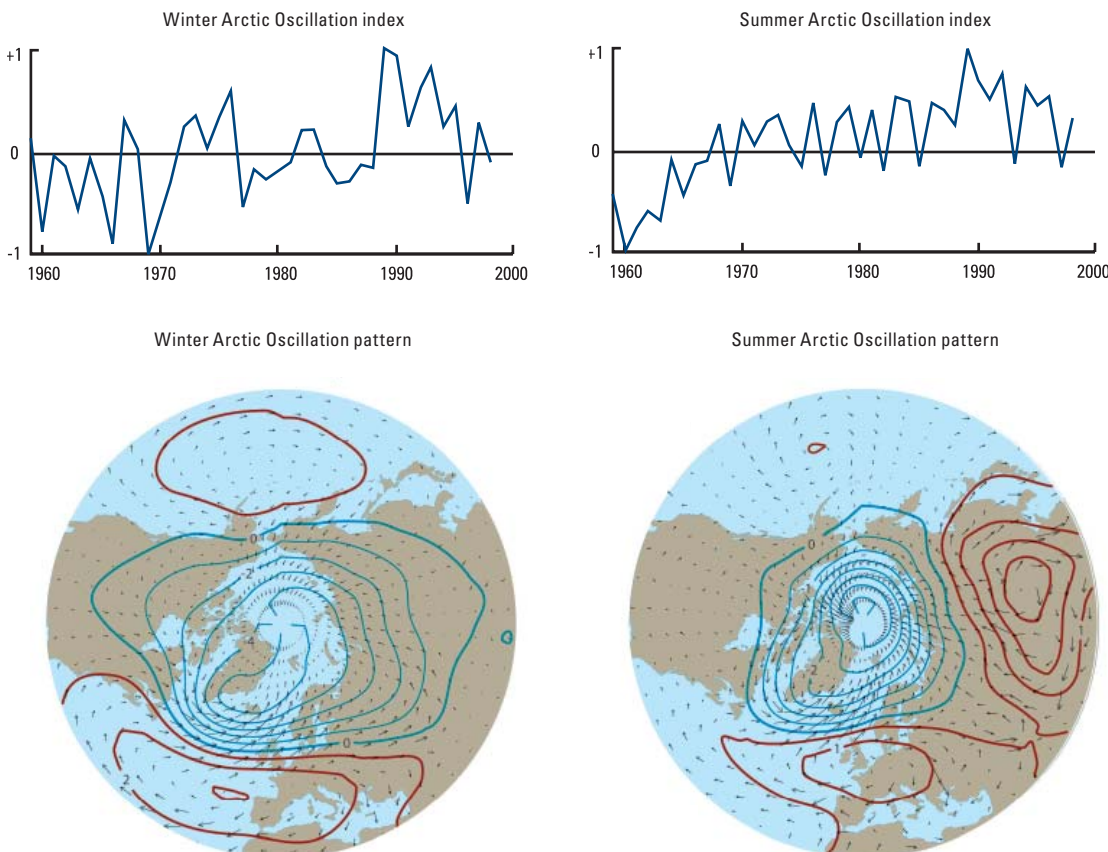 Winter Arctic Oscillation index
+1
0
-1
1960 1970 1980 1990 2000
Summer Arctic Oscillation index
+1
0
-1
1960 1970 1980 1990 2000
Winter Arctic Oscillation pattern
0
-2
-4
0
2
Summer Arctic Oscillation pattern
0
-2
1